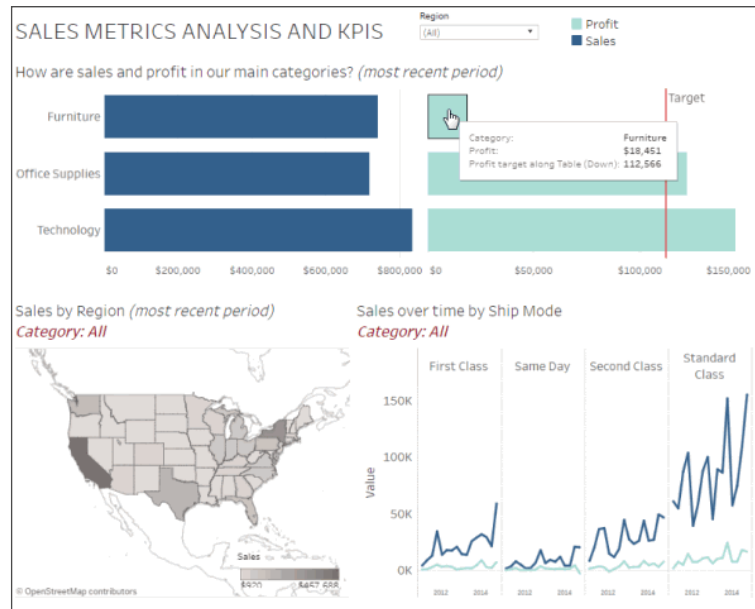 SALES METRICS ANALYSIS AND KPIS
Region
(All)
Profit
Sales
How are sales and profit in our main categories? (most recent period)
Furniture
Office Supplies
Technology
Target
Category: Furniture
Profit: $18,451
Profit target along Table (Down): 112,566
$0 $200,000 $400,000 $600,000 $800,000 $0 $50,000 $100,000 $150,000
Sales by Region (most recent period)
Category: All
Sales
$920 $457,688
© OpenStreetMap contributors
Sales over time by Ship Mode
Category: All
First Class Same Day Second Class Standard Class
Value
150K
100K
50K
0K
2012 2014 2012 2014 2012 2014 2012 2014